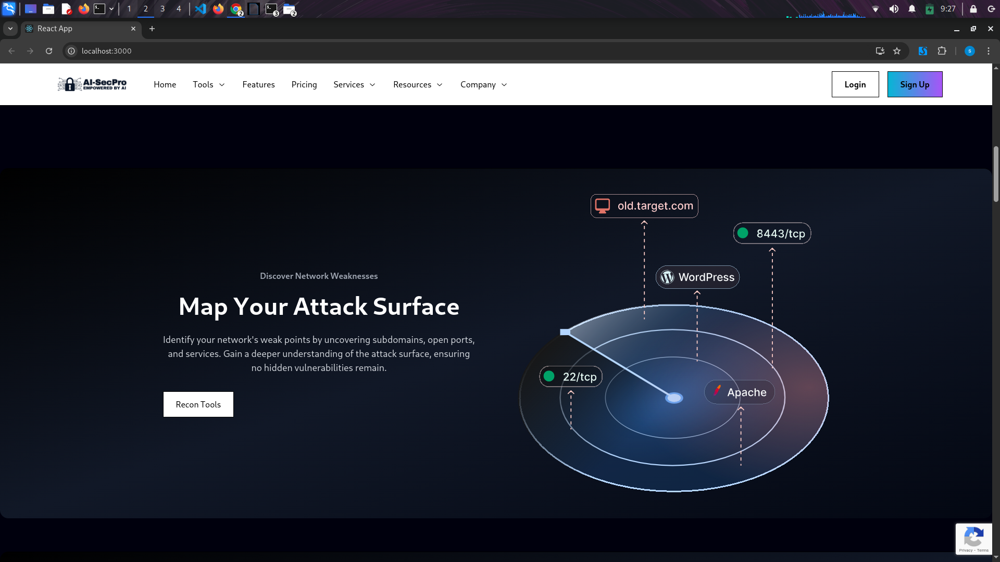 1 2 3 4
2
3
2
9:27
React App
localhost:3000
S
AI-SecPro
EMPOWERED BY AI
Home Tools Features Pricing Services Resources Company
Login Sign Up
old.target.com
8443/tcp
WordPress
Discover Network Weaknesses
Map Your Attack Surface
Identify your network's weak points by uncovering subdomains, open ports,
and services. Gain a deeper understanding of the attack surface, ensuring
no hidden vulnerabilities remain.
22/tcp
Apache
Recon Tools
Privacy - Terms